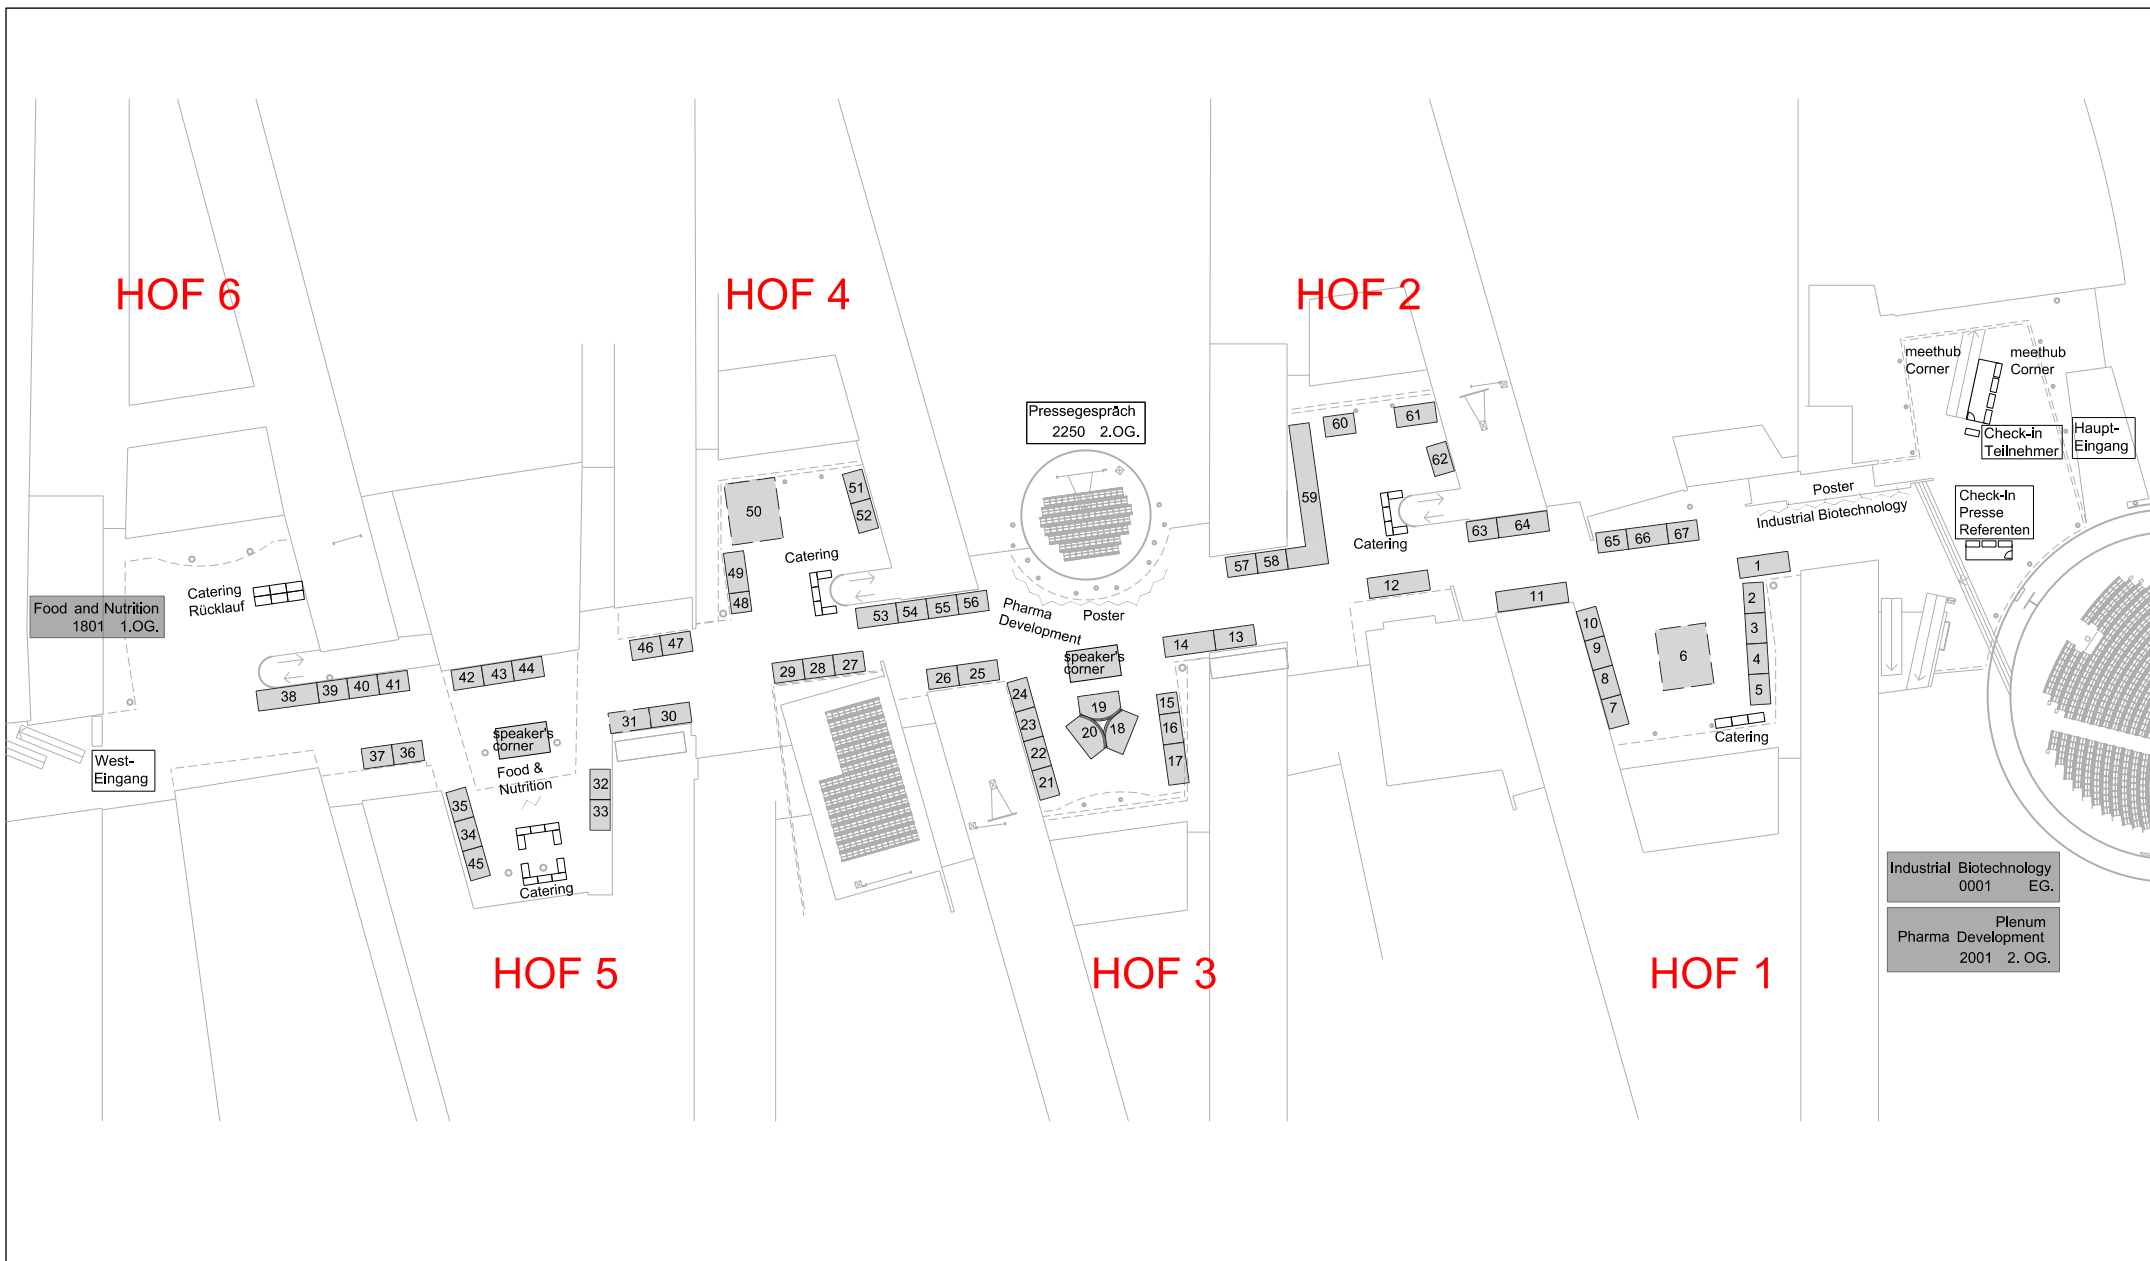 HOF 6
HOF 4
HOF 2
meethub
Corner
meethub
Corner
Pressegespräch
2250 2.OG.
Check-in
Teilnehmer
Haupt-
Eingang
Check-In
Presse
Referenten
Poster
Industrial Biotechnology
60
61
62
59
63
64
65
66
67
57
58
Catering
12
11
1
2
3
4
5
6
10
9
8
7
Catering
50
51
52
49
48
Catering
53
54
55
56
Pharma
Development
Poster
speaker's
corner
14
13
15
16
17
19
20
18
24
23
22
21
26
25
29
28
27
46
47
31
30
Catering
Rücklauf
Food and Nutrition
1801 1.OG.
38
39
40
41
42
43
44
37
36
West-
Eingang
speaker's
corner
Food &
Nutrition
32
33
35
34
45
Catering
Industrial Biotechnology
0001 EG.
Plenum
Pharma Development
2001 2. OG.
HOF 5
HOF 3
HOF 1